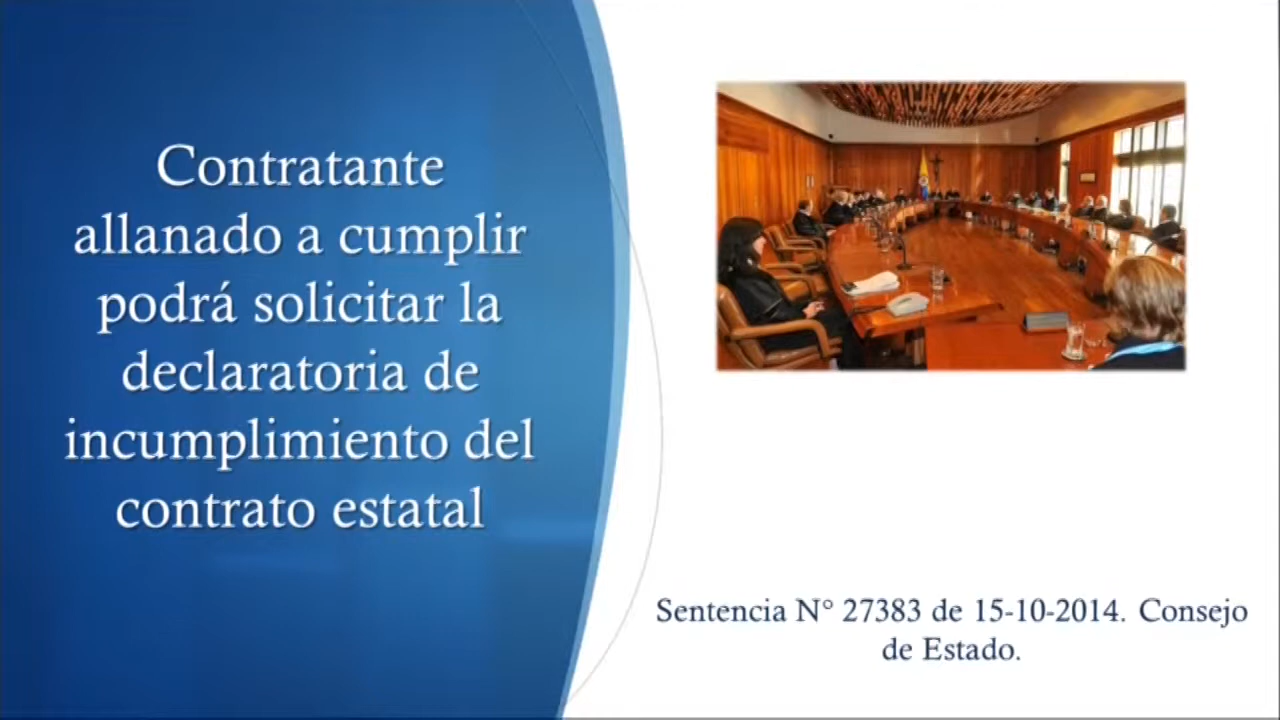 Contratante
allanado a cumplir
podrá solicitar la
declaratoria de
incumplimiento del
contrato estatal
Sentencia N° 27383 de 15-10-2014. Consejo
de Estado.